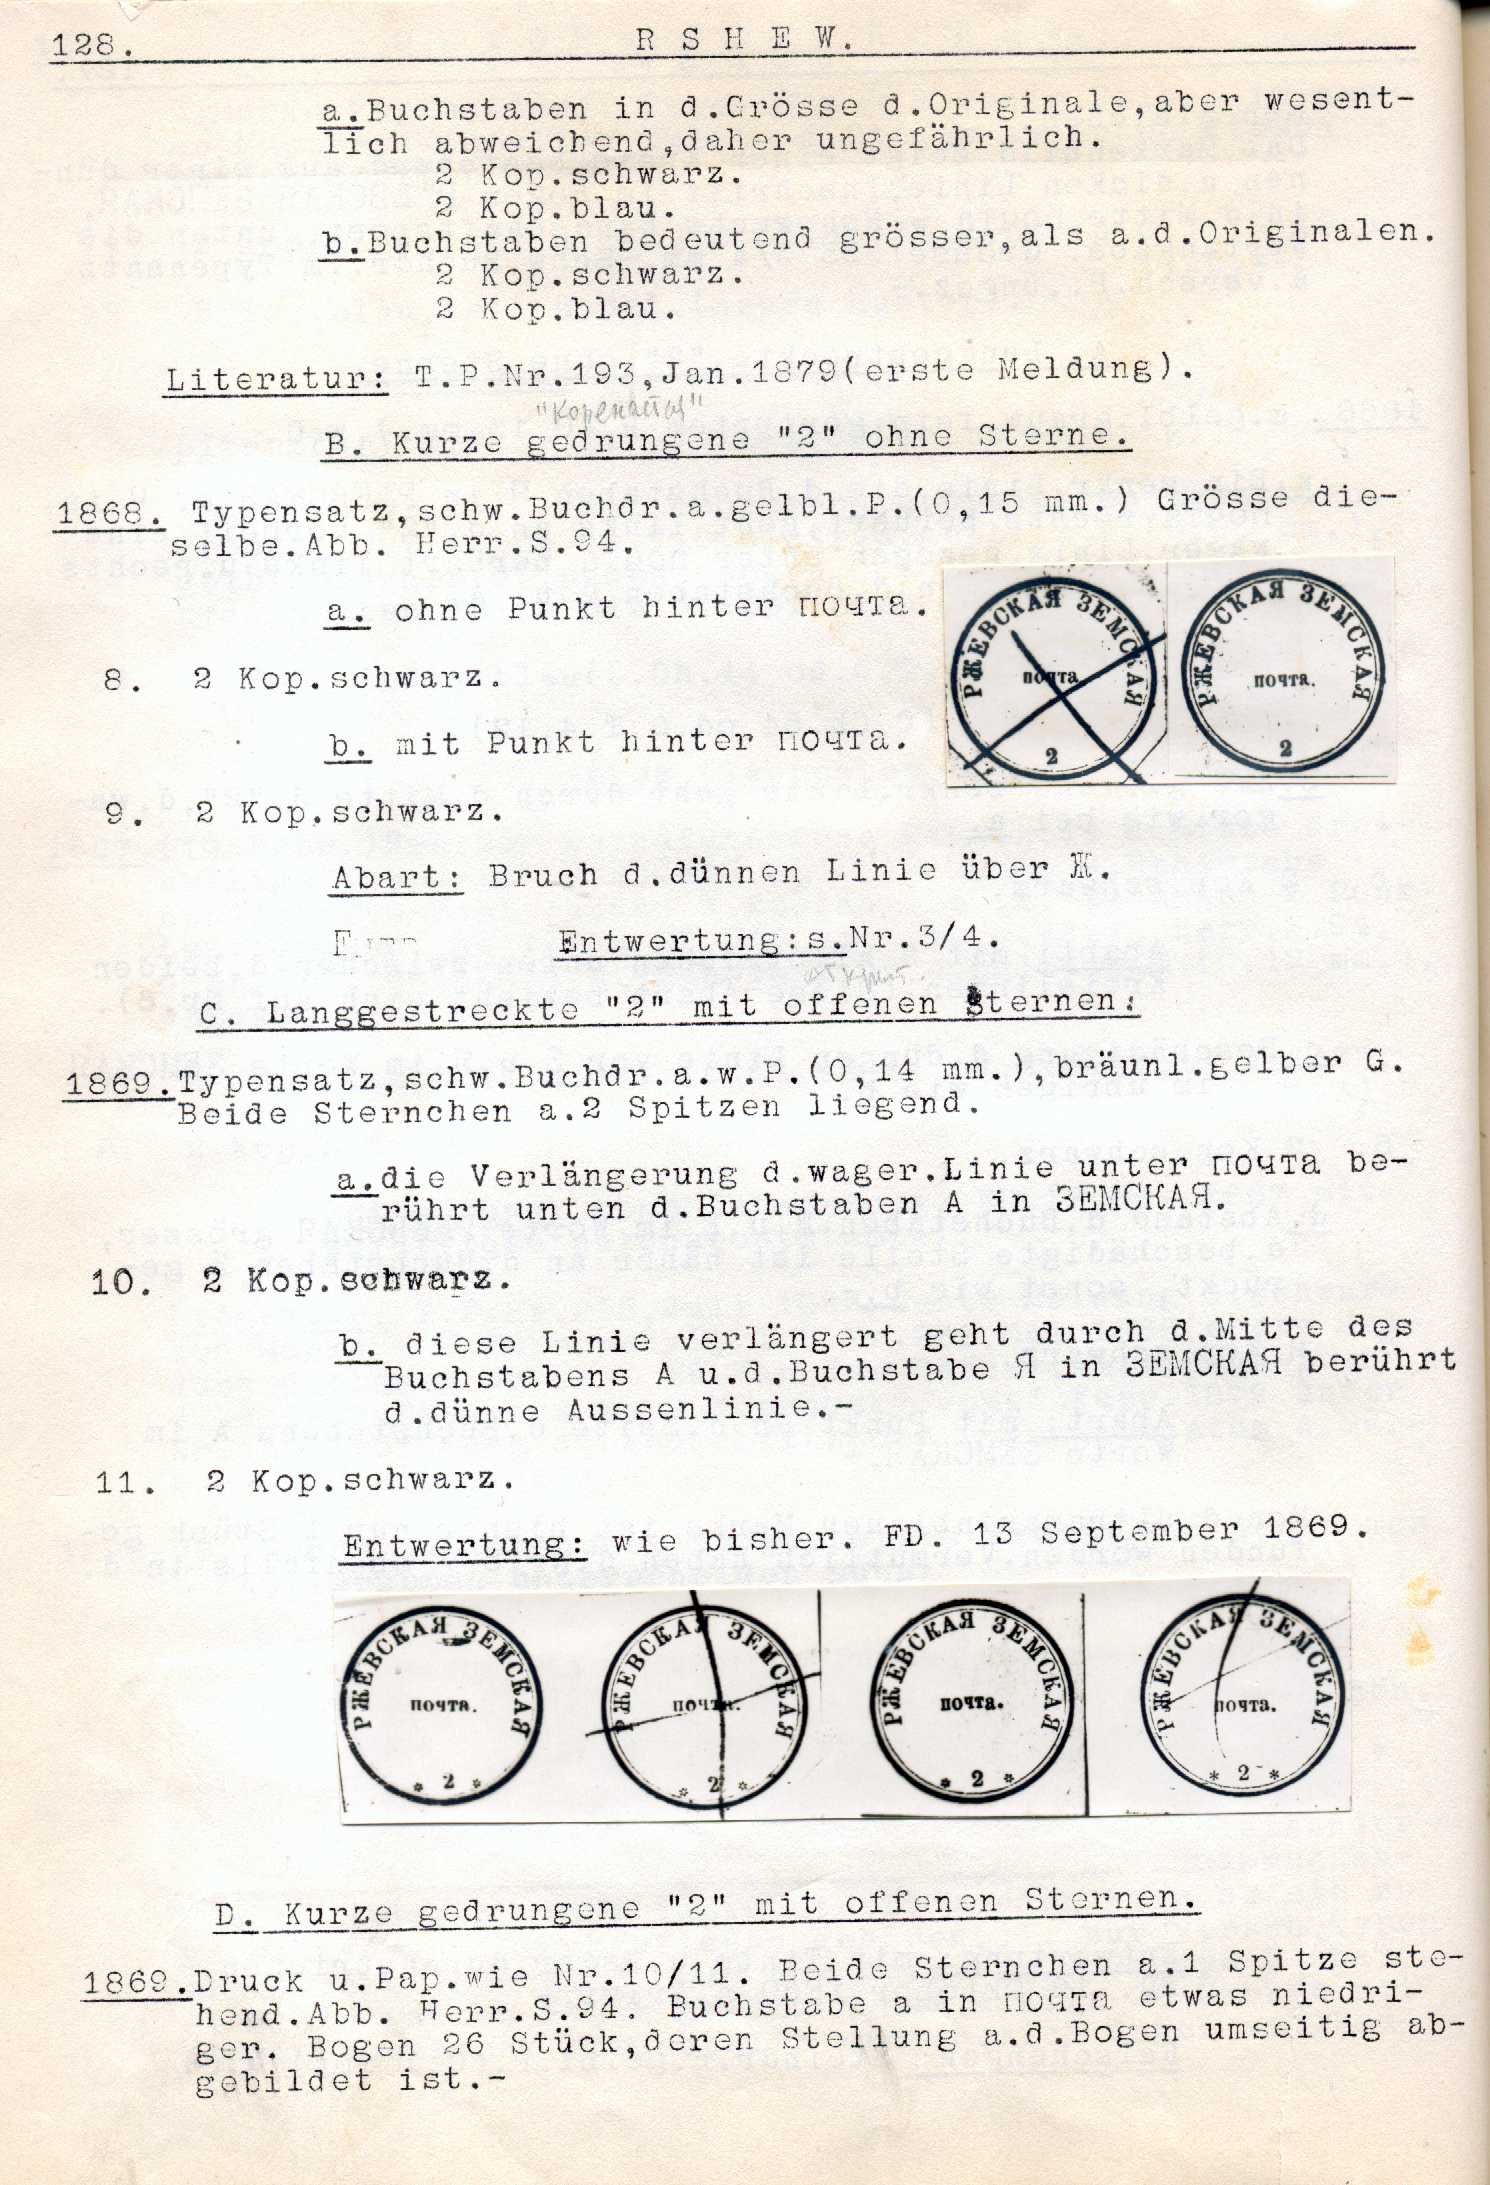 128. R S H E W.
a.Buchstaben in d.Grösse d.Originale,aber wesent-
lich abweichend,daher ungefährlich.
2 Kop.schwarz.
2 Kop.blau.
b.Buchstaben bedeutend grösser,als a.d.Originalen.
2 Kop.schwarz.
2 Kop.blau.
Literatur: T.P.Nr.193,Jan.1879(erste Meldung).
"Коренастая"
B. Kurze gedrungene "2" ohne Sterne.
1868. Typensatz,schw.Buchdr.a.gelbl.P.(0,15 mm.) Grösse die-
selbe.Abb. Herr.S.94.
a. ohne Punkt hinter почта.
8. 2 Kop.schwarz.
b. mit Punkt hinter почта.
9. 2 Kop.schwarz.
РЖЕВСКАЯ ЗЕМСКАЯ
почта
2
РЖЕВСКАЯ ЗЕМСКАЯ
почта.
2
Abart: Bruch d.dünnen Linie über Ж.
Entwertung:s.Nr.3/4.
C. Langgestreckte "2" mit offenen Sternen.
1869.Typensatz,schw.Buchdr.a.w.P.(0,14 mm.),bräunl.gelber G.
Beide Sternchen a.2 Spitzen liegend.
a.die Verlängerung d.wager.Linie unter почта be-
rührt unten d.Buchstaben A in ЗЕМСКАЯ.
10. 2 Kop.schwarz.
b. diese Linie verlängert geht durch d.Mitte des
Buchstabens A u.d.Buchstabe Я in ЗЕМСКАЯ berührt
d.dünne Aussenlinie.-
11. 2 Kop.schwarz.
Entwertung: wie bisher. FD. 13 September 1869.
РЖЕВСКАЯ ЗЕМСКАЯ
почта.
* 2 *
РЖЕВСКАЯ ЗЕМСКАЯ
почта.
* 2 *
РЖЕВСКАЯ ЗЕМСКАЯ
почта.
* 2 *
РЖЕВСКАЯ ЗЕМСКАЯ
почта.
* 2 *
D. Kurze gedrungene "2" mit offenen Sternen.
1869.Druck u.Pap.wie Nr.10/11. Beide Sternchen a.1 Spitze ste-
hend.Abb. Herr.S.94. Buchstabe a in почта etwas niedri-
ger. Bogen 26 Stück,deren Stellung a.d.Bogen umseitig ab-
gebildet ist.-